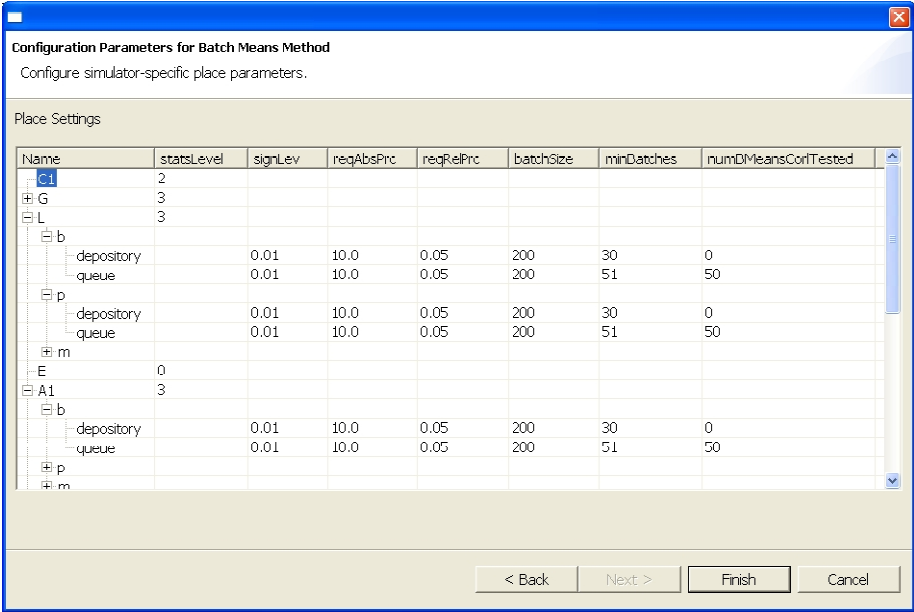 Configuration Parameters for Batch Means Method
Configure simulator-specific place parameters.
Place Settings
Name statsLevel signLev reqAbsPrc reqRelPrc batchSize minBatches numBMeansCorlTested
C1 2
G 3
L 3
b
depository 0.01 10.0 0.05 200 30 0
queue 0.01 10.0 0.05 200 51 50
p
depository 0.01 10.0 0.05 200 30 0
queue 0.01 10.0 0.05 200 51 50
m
E 0
A1 3
b
depository 0.01 10.0 0.05 200 30 0
queue 0.01 10.0 0.05 200 51 50
p
m
< Back Next > Finish Cancel